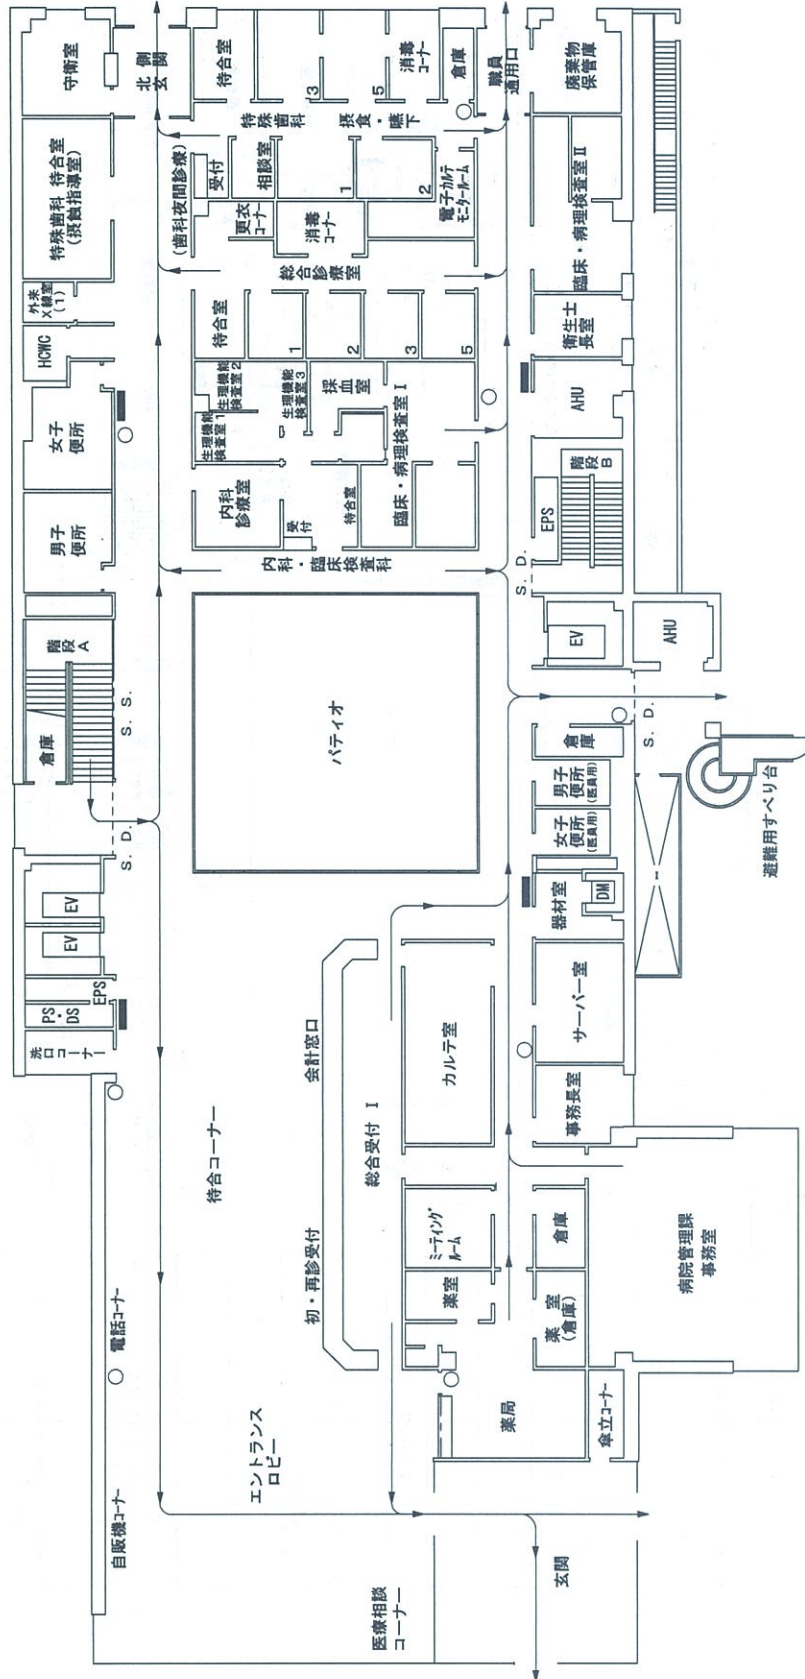 自販機コーナー
電話コーナー
洗口コーナー
PS・
DS
EPS
EV
EV
S. D.
倉庫
階段
A
S. S.
男子
便所
女子
便所
HCWC
外来
X線室
(1)
特殊歯科 待合室
(摂蝕指導室)
守衛室
北側
玄関
医療相談
コーナー
エントランス
ロビー
待合コーナー
初・再診受付
会計窓口
総合受付 I
パティオ
内科・臨床検査科
内科
診療室
受付
待合室
生理機能
検査室1
生理機能
検査室2
生理機能
検査室3
採血室
臨床・病理検査室 I
待合室
1
2
3
5
総合診療室
(歯科夜間診療)
受付
更衣
コーナー
消毒
コーナー
相談室
1
2
電子カルテ
モニタールーム
特殊歯科 摂食・嚥下
待合室
3
5
消毒
コーナー
倉庫
職員
通用口
玄関
薬局
傘立コーナー
薬室
薬室
(倉庫)
ミーティング
ルーム
倉庫
病院管理課
事務室
カルテ室
事務長室
サーバー室
器材室
DM
女子
便所
(医員用)
男子
便所
(医員用)
倉庫
S. D.
避難用すべり台
EV
AHU
S. D.
EPS
階段
B
AHU
衛生士
長室
臨床・病理検査室 II
廃棄物
保管庫